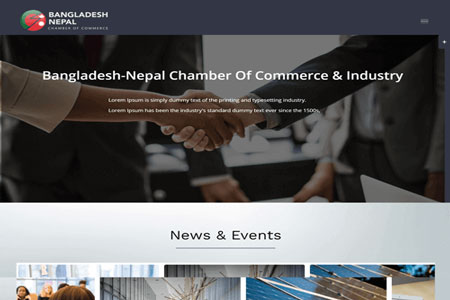 BANGLADESH
NEPAL
CHAMBER OF COMMERCE
Bangladesh-Nepal Chamber Of Commerce & Industry
Lorem Ipsum is simply dummy text of the printing and typesetting industry.
Lorem Ipsum has been the industry's standard dummy text ever since the 1500s,
News & Events